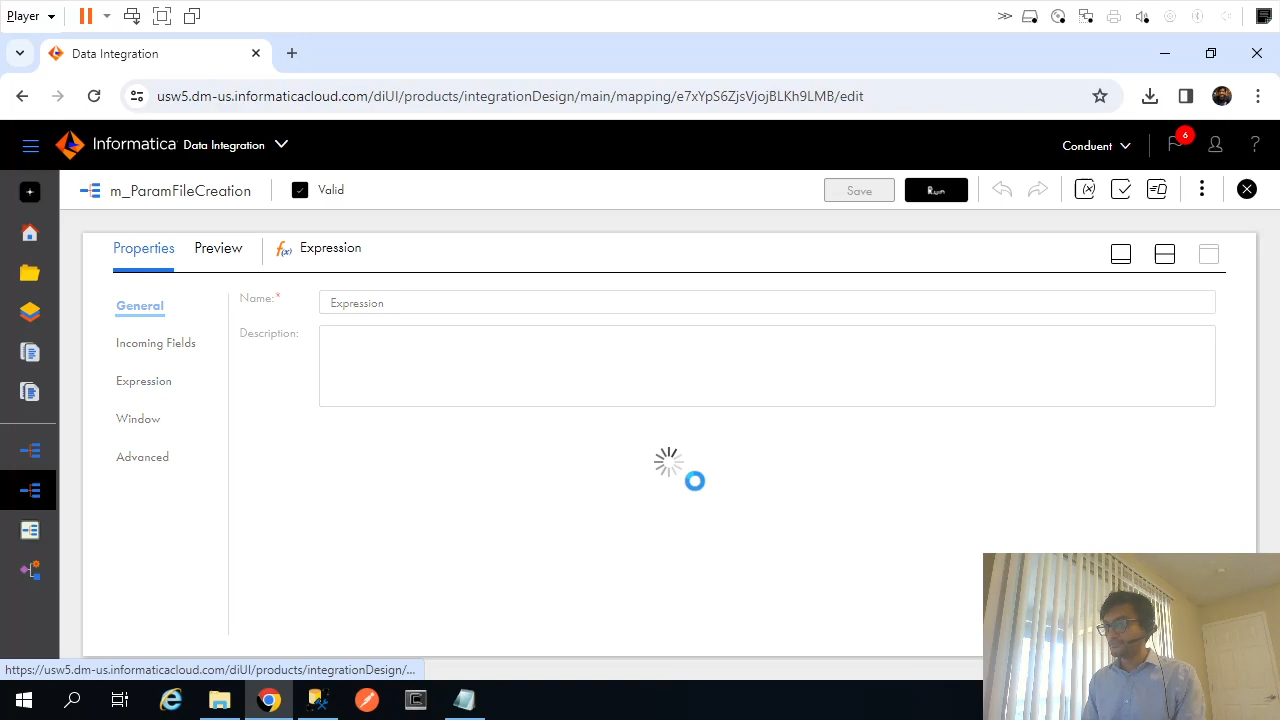 Player
Data Integration
usw5.dm-us.informaticacloud.com/diUI/products/integrationDesign/main/mapping/e7xYpS6ZjsVjojBLKh9LMB/edit
Informatica Data Integration
Conduent
6
?
m_ParamFileCreation
Valid
Save
Run
Properties
Preview
f(x) Expression
General
Name:*
Expression
Description:
Incoming Fields
Expression
Window
Advanced
https://usw5.dm-us.informaticacloud.com/diUI/products/integrationDesign/...